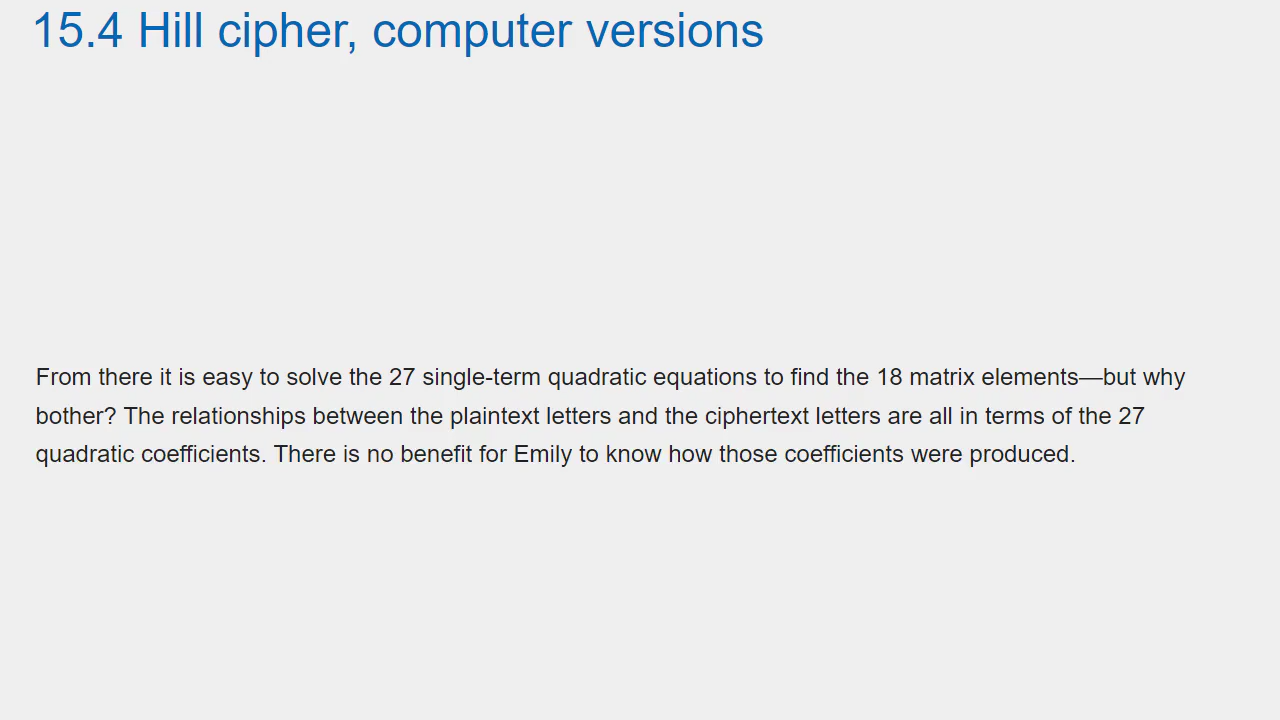 15.4 Hill cipher, computer versions
From there it is easy to solve the 27 single-term quadratic equations to find the 18 matrix elements—but why
bother? The relationships between the plaintext letters and the ciphertext letters are all in terms of the 27
quadratic coefficients. There is no benefit for Emily to know how those coefficients were produced.